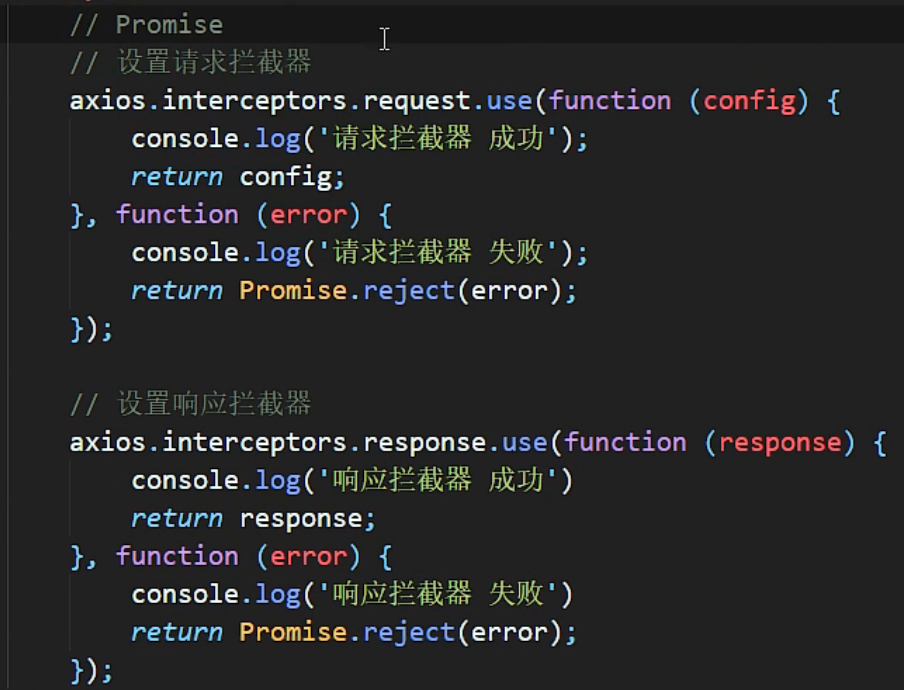 // Promise
// 设置请求拦截器
axios.interceptors.request.use(function (config) {
    console.log('请求拦截器 成功');
    return config;
}, function (error) {
    console.log('请求拦截器 失败');
    return Promise.reject(error);
});

// 设置响应拦截器
axios.interceptors.response.use(function (response) {
    console.log('响应拦截器 成功')
    return response;
}, function (error) {
    console.log('响应拦截器 失败')
    return Promise.reject(error);
});